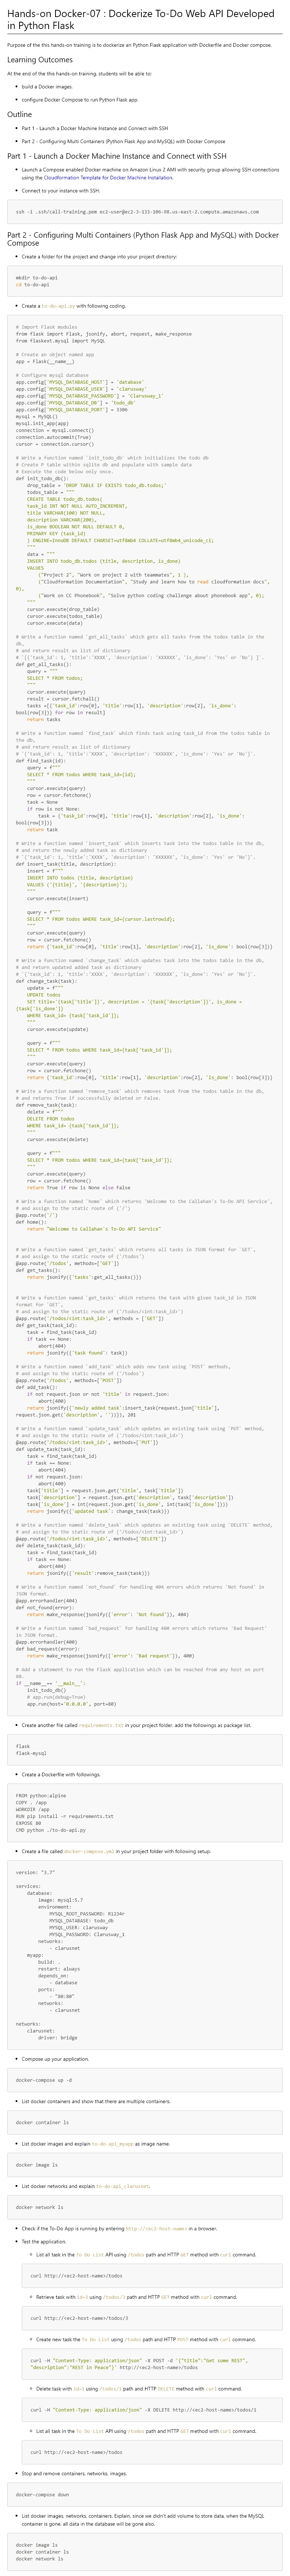 Hands-on Docker-07 : Dockerize To-Do Web API Developed
in Python Flask
Purpose of the this hands-on training is to dockerize an Python Flask application with Dockerfile and Docker compose.
Learning Outcomes
At the end of the this hands-on training, students will be able to;
• build a Docker images.
• configure Docker Compose to run Python Flask app.
Outline
• Part 1 - Launch a Docker Machine Instance and Connect with SSH
• Part 2 - Configuring Multi Containers (Python Flask App and MySQL) with Docker Compose
Part 1 - Launch a Docker Machine Instance and Connect with SSH
• Launch a Compose enabled Docker machine on Amazon Linux 2 AMI with security group allowing SSH connections
using the Cloudformation Template for Docker Machine Installation.
• Connect to your instance with SSH.
ssh -i .ssh/call-training.pem ec2-user@ec2-3-133-106-98.us-east-2.compute.amazonaws.com
Part 2 - Configuring Multi Containers (Python Flask App and MySQL) with Docker
Compose
• Create a folder for the project and change into your project directory:
mkdir to-do-api
cd to-do-api
• Create a to-do-api.py with following coding.
# Import Flask modules
from flask import Flask, jsonify, abort, request, make_response
from flaskext.mysql import MySQL
# Create an object named app
app = Flask(__name__)
# Configure mysql database
app.config['MYSQL_DATABASE_HOST'] = 'database'
app.config['MYSQL_DATABASE_USER'] = 'clarusway'
app.config['MYSQL_DATABASE_PASSWORD'] = 'Clarusway_1'
app.config['MYSQL_DATABASE_DB'] = 'todo_db'
app.config['MYSQL_DATABASE_PORT'] = 3306
mysql = MySQL()
mysql.init_app(app)
connection = mysql.connect()
connection.autocommit(True)
cursor = connection.cursor()
# Write a function named `init_todo_db` which initializes the todo db
# Create P table within sqlite db and populate with sample data
# Execute the code below only once.
def init_todo_db():
drop_table = 'DROP TABLE IF EXISTS todo_db.todos;'
todos_table = """
CREATE TABLE todo_db.todos(
task_id INT NOT NULL AUTO_INCREMENT,
title VARCHAR(100) NOT NULL,
description VARCHAR(200),
is_done BOOLEAN NOT NULL DEFAULT 0,
PRIMARY KEY (task_id)
) ENGINE=InnoDB DEFAULT CHARSET=utf8mb4 COLLATE=utf8mb4_unicode_ci;
"""
data = """
INSERT INTO todo_db.todos (title, description, is_done)
VALUES
("Project 2", "Work on project 2 with teammates", 1 ),
("Cloudformation Documentation", "Study and learn how to read cloudformation docs",
0),
("Work on CC Phonebook", "Solve python coding challenge about phonebook app", 0);
"""
cursor.execute(drop_table)
cursor.execute(todos_table)
cursor.execute(data)
# Write a function named `get_all_tasks` which gets all tasks from the todos table in the
db,
# and return result as list of dictionary
# `[{'task_id': 1, 'title':'XXXX', 'description': 'XXXXXX', 'is_done': 'Yes' or 'No'} ]`.
def get_all_tasks():
query = """
SELECT * FROM todos;
"""
cursor.execute(query)
result = cursor.fetchall()
tasks =[{'task_id':row[0], 'title':row[1], 'description':row[2], 'is_done':
bool(row[3])} for row in result]
return tasks
# Write a function named `find_task` which finds task using task_id from the todos table in
the db,
# and return result as list of dictionary
# `{'task_id': 1, 'title':'XXXX', 'description': 'XXXXXX', 'is_done': 'Yes' or 'No'}`.
def find_task(id):
query = f"""
SELECT * FROM todos WHERE task_id={id};
"""
cursor.execute(query)
row = cursor.fetchone()
task = None
if row is not None:
task = {'task_id':row[0], 'title':row[1], 'description':row[2], 'is_done':
bool(row[3])}
return task
# Write a function named `insert_task` which inserts task into the todos table in the db,
# and return the newly added task as dictionary
# `{'task_id': 1, 'title':'XXXX', 'description': 'XXXXXX', 'is_done': 'Yes' or 'No'}`.
def insert_task(title, description):
insert = f"""
INSERT INTO todos (title, description)
VALUES ('{title}', '{description}');
"""
cursor.execute(insert)
query = f"""
SELECT * FROM todos WHERE task_id={cursor.lastrowid};
"""
cursor.execute(query)
row = cursor.fetchone()
return {'task_id':row[0], 'title':row[1], 'description':row[2], 'is_done': bool(row[3])}
# Write a function named `change_task` which updates task into the todos table in the db,
# and return updated added task as dictionary
# `{'task_id': 1, 'title':'XXXX', 'description': 'XXXXXX', 'is_done': 'Yes' or 'No'}`.
def change_task(task):
update = f"""
UPDATE todos
SET title='{task['title']}', description = '{task['description']}', is_done =
{task['is_done']}
WHERE task_id= {task['task_id']};
"""
cursor.execute(update)
query = f"""
SELECT * FROM todos WHERE task_id={task['task_id']};
"""
cursor.execute(query)
row = cursor.fetchone()
return {'task_id':row[0], 'title':row[1], 'description':row[2], 'is_done': bool(row[3])}
# Write a function named `remove_task` which removes task from the todos table in the db,
# and returns True if successfully deleted or False.
def remove_task(task):
delete = f"""
DELETE FROM todos
WHERE task_id= {task['task_id']};
"""
cursor.execute(delete)
query = f"""
SELECT * FROM todos WHERE task_id={task['task_id']};
"""
cursor.execute(query)
row = cursor.fetchone()
return True if row is None else False
# Write a function named `home` which returns 'Welcome to the Callahan's To-Do API Service',
# and assign to the static route of ('/')
@app.route('/')
def home():
return "Welcome to Callahan's To-Do API Service"
# Write a function named `get_tasks` which returns all tasks in JSON format for `GET`,
# and assign to the static route of ('/todos')
@app.route('/todos', methods=['GET'])
def get_tasks():
return jsonify({'tasks':get_all_tasks()})
# Write a function named `get_tasks` which returns the task with given task_id in JSON
format for `GET`,
# and assign to the static route of ('/todos/<int:task_id>')
@app.route('/todos/<int:task_id>', methods = ['GET'])
def get_task(task_id):
task = find_task(task_id)
if task == None:
abort(404)
return jsonify({'task found': task})
# Write a function named `add_task` which adds new task using `POST` methods,
# and assign to the static route of ('/todos')
@app.route('/todos', methods=['POST'])
def add_task():
if not request.json or not 'title' in request.json:
abort(400)
return jsonify({'newly added task':insert_task(request.json['title'],
request.json.get('description', ''))}), 201
# Write a function named `update_task` which updates an existing task using `PUT` method,
# and assign to the static route of ('/todos/<int:task_id>')
@app.route('/todos/<int:task_id>', methods=['PUT'])
def update_task(task_id):
task = find_task(task_id)
if task == None:
abort(404)
if not request.json:
abort(400)
task['title'] = request.json.get('title', task['title'])
task['description'] = request.json.get('description', task['description'])
task['is_done'] = int(request.json.get('is_done', int(task['is_done'])))
return jsonify({'updated task': change_task(task)})
# Write a function named `delete_task` which updates an existing task using `DELETE` method,
# and assign to the static route of ('/todos/<int:task_id>')
@app.route('/todos/<int:task_id>', methods=['DELETE'])
def delete_task(task_id):
task = find_task(task_id)
if task == None:
abort(404)
return jsonify({'result':remove_task(task)})
# Write a function named `not_found` for handling 404 errors which returns 'Not found' in
JSON format.
@app.errorhandler(404)
def not_found(error):
return make_response(jsonify({'error': 'Not found'}), 404)
# Write a function named `bad_request` for handling 400 errors which returns 'Bad Request'
in JSON format.
@app.errorhandler(400)
def bad_request(error):
return make_response(jsonify({'error': 'Bad request'}), 400)
# Add a statement to run the Flask application which can be reached from any host on port
80.
if __name__== '__main__':
init_todo_db()
# app.run(debug=True)
app.run(host='0.0.0.0', port=80)
• Create another file called requirements.txt in your project folder, add the followings as package list.
flask
flask-mysql
• Create a Dockerfile with followings.
FROM python:alpine
COPY . /app
WORKDIR /app
RUN pip install -r requirements.txt
EXPOSE 80
CMD python ./to-do-api.py
• Create a file called docker-compose.yml in your project folder with following setup.
version: "3.7"
services:
database:
image: mysql:5.7
environment:
MYSQL_ROOT_PASSWORD: R1234r
MYSQL_DATABASE: todo_db
MYSQL_USER: clarusway
MYSQL_PASSWORD: Clarusway_1
networks:
- clarusnet
myapp:
build: .
restart: always
depends_on:
- database
ports:
- "80:80"
networks:
- clarusnet
networks:
clarusnet:
driver: bridge
• Compose up your application.
docker-compose up -d
• List docker containers and show that there are multiple containers.
docker container ls
• List docker images and explain to-do-api_myapp as image name.
docker image ls
• List docker networks and explain to-do-api_clarusnet.
docker network ls
• Check if the To-Do App is running by entering http://<ec2-host-name> in a browser.
• Test the application:
◦ List all task in the To Do List API using /todos path and HTTP GET method with curl command.
curl http://<ec2-host-name>/todos
◦ Retrieve task with id=3 using /todos/3 path and HTTP GET method with curl command.
curl http://<ec2-host-name>/todos/3
◦ Create new task the To Do List using /todos path and HTTP POST method with curl command.
curl -H "Content-Type: application/json" -X POST -d '{"title":"Get some REST",
"description":"REST in Peace"}' http://<ec2-host-name>/todos
◦ Delete task with id=3 using /todos/1 path and HTTP DELETE method with curl command.
curl -H "Content-Type: application/json" -X DELETE http://<ec2-host-name>/todos/1
◦ List all task in the To Do List API using /todos path and HTTP GET method with curl command.
curl http://<ec2-host-name>/todos
• Stop and remove containers, networks, images.
docker-compose down
• List docker images, networks, containers. Explain, since we didn't add volume to store data, when the MySQL
container is gone, all data in the database will be gone also.
docker image ls
docker container ls
docker network ls